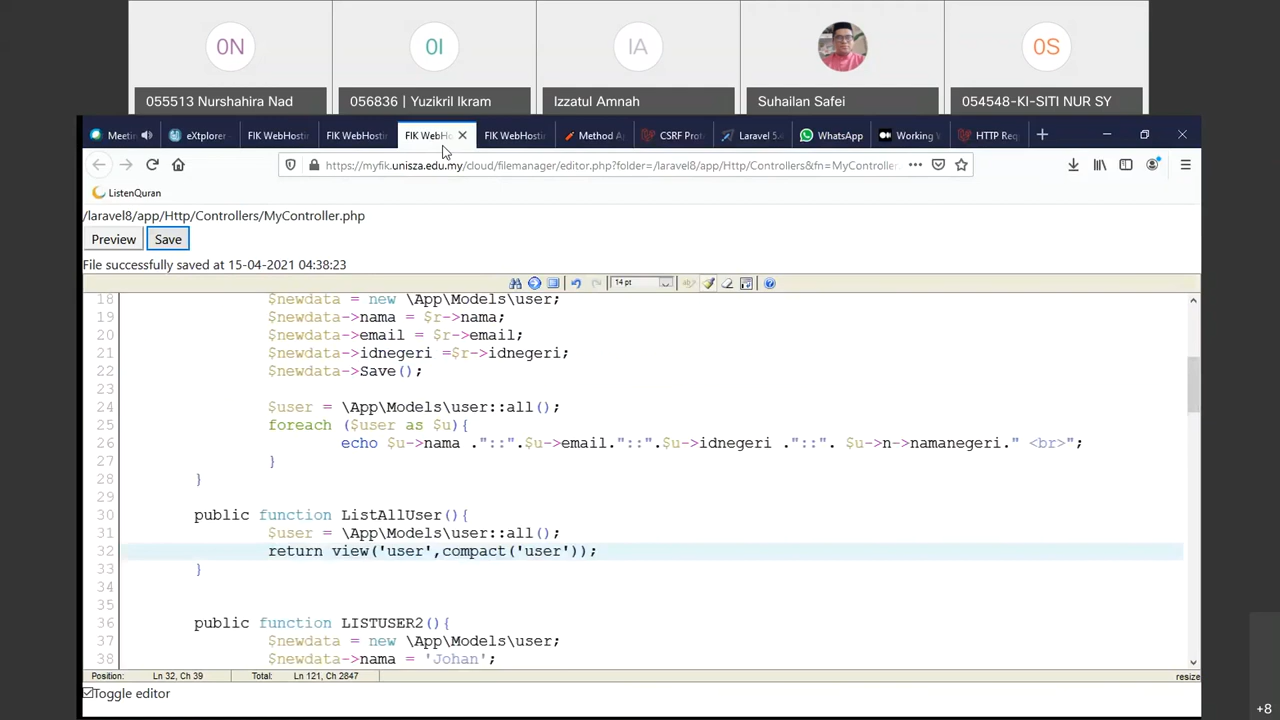 0N
0I
IA
0S
055513 Nurshahira Nad
056836 | Yuzikril Ikram
Izzatul Amnah
Suhailan Safei
054548-KI-SITI NUR SY
Meetin
eXtplorer
FIK WebHosti
FIK WebHostin
FIK WebHo
FIK WebHostin
Method A
CSRF Prot
Laravel 5.
WhatsApp
Working
HTTP Req
https://myfik.unisza.edu.my/cloud/filemanager/editor.php?folder=/laravel8/app/Http/Controllers&fn=MyController.
ListenQuran
/laravel8/app/Http/Controllers/MyController.php
Preview
Save
File successfully saved at 15-04-2021 04:38:23
14 pt
18 $newdata = new \App\Models\user;
19 $newdata->nama = $r->nama;
20 $newdata->email = $r->email;
21 $newdata->idnegeri =$r->idnegeri;
22 $newdata->Save();
23
24 $user = \App\Models\user::all();
25 foreach ($user as $u){
26 echo $u->nama ."::".$u->email."::".$u->idnegeri ."::". $u->n->namanegeri." <br>";
27 }
28 }
29
30 public function ListAllUser(){
31 $user = \App\Models\user::all();
32 return view('user',compact('user'));
33 }
34
35
36 public function LISTUSER2(){
37 $newdata = new \App\Models\user;
38 $newdata->nama = 'Johan';
Position: Ln 32, Ch 39 Total: Ln 121, Ch 2847
resize
Toggle editor
+8